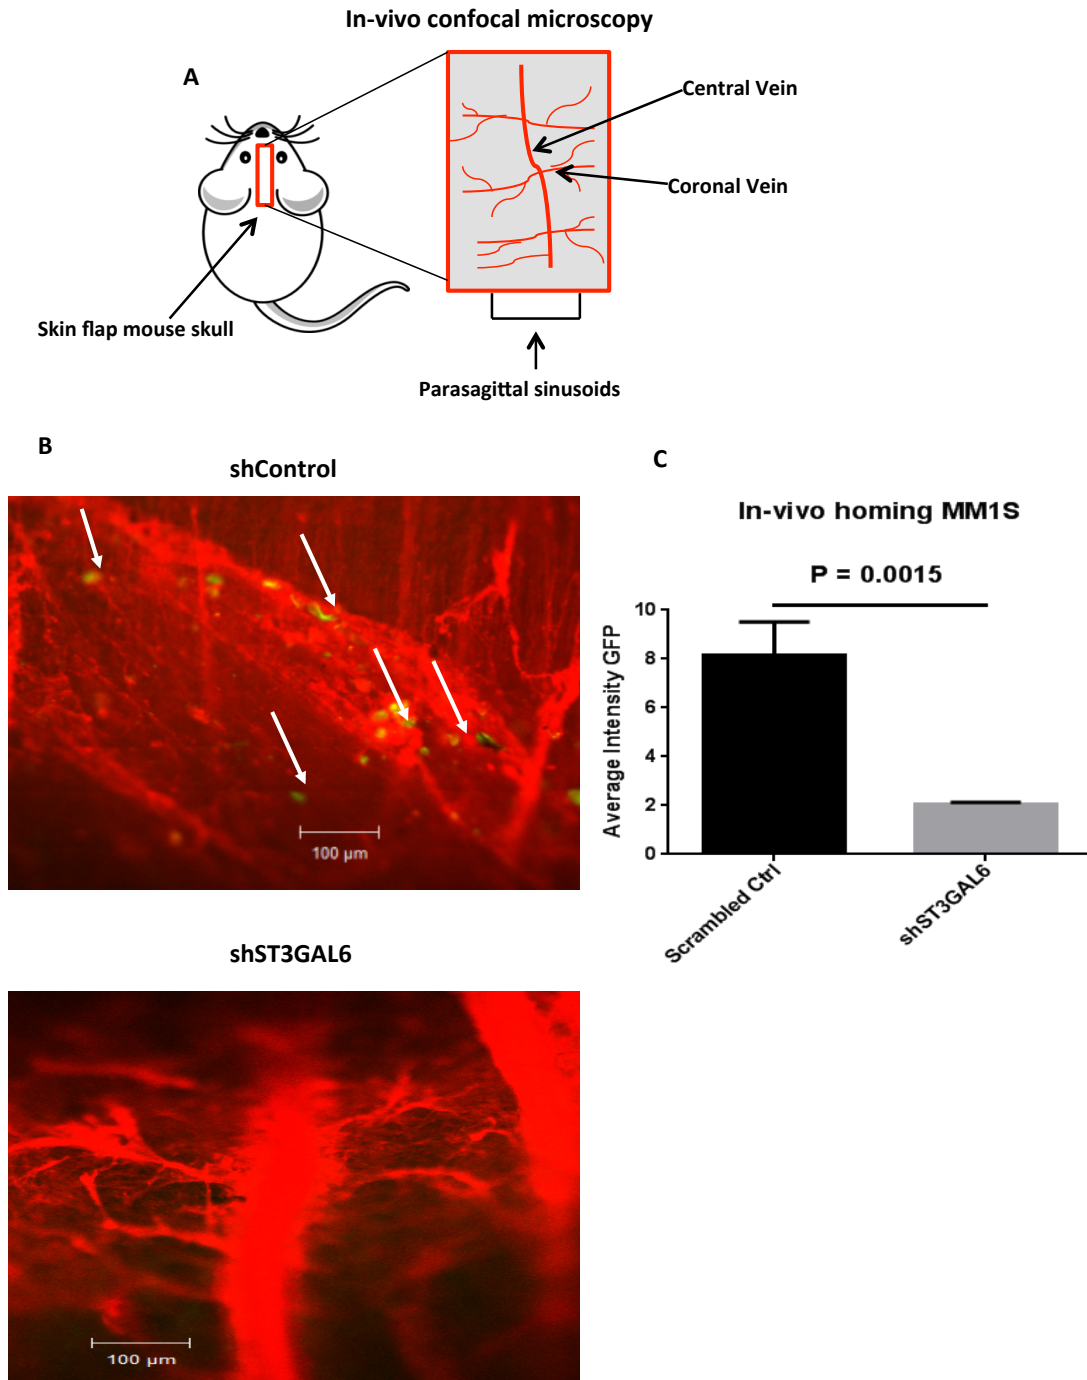 In-vivo confocal microscopy
A
Central Vein
Coronal Vein
Skin flap mouse skull
Parasagittal sinusoids
B
shControl
100 µm
shST3GAL6
100 µm
C
In-vivo homing MM1S
P = 0.0015
Average Intensity GFP
10
8
6
4
2
0
Scrambled Ctrl
shST3GAL6